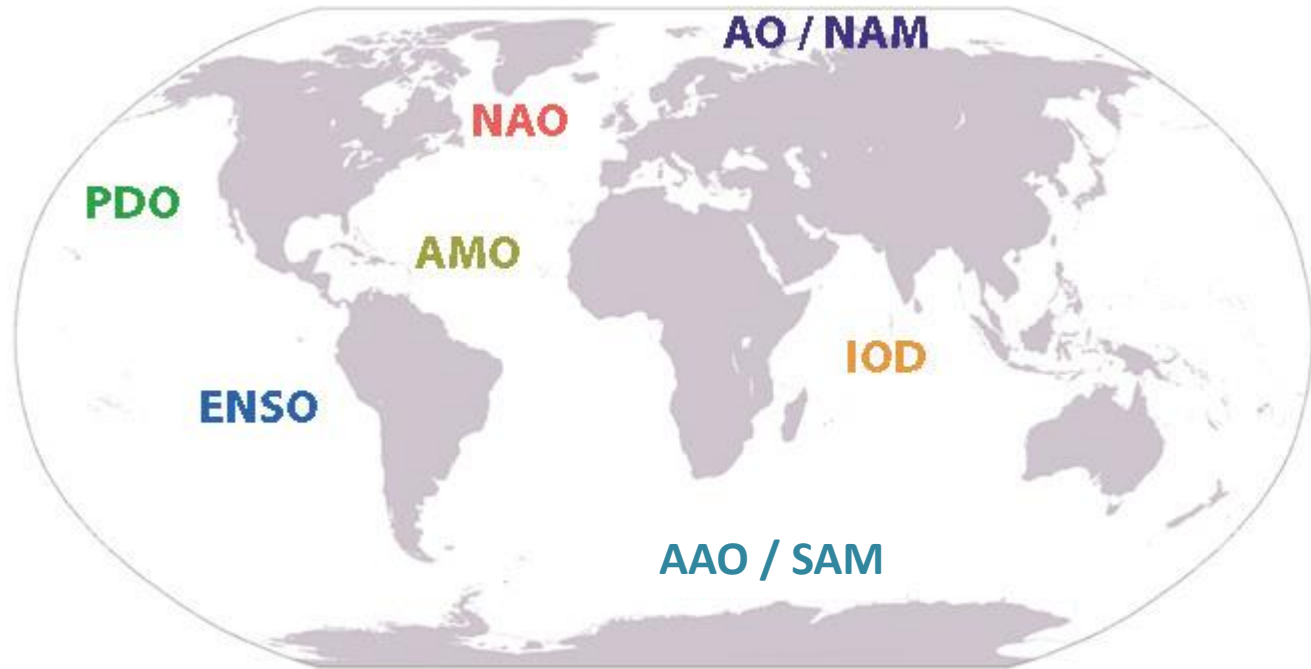 AO / NAM
NAO
PDO
AMO
IOD
ENSO
AAO / SAM